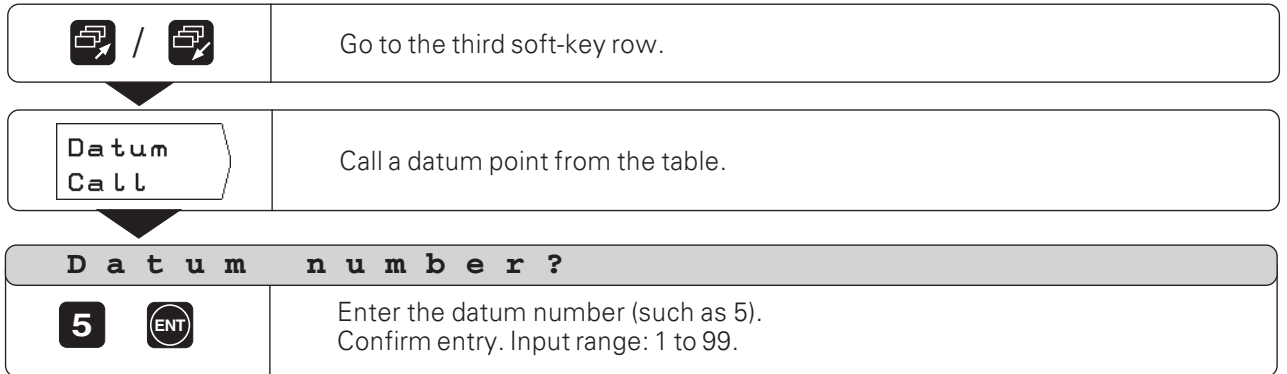 /
Go to the third soft-key row.
Datum
Call
Call a datum point from the table.
Datum number?
5 ENT
Enter the datum number (such as 5).
Confirm entry. Input range: 1 to 99.